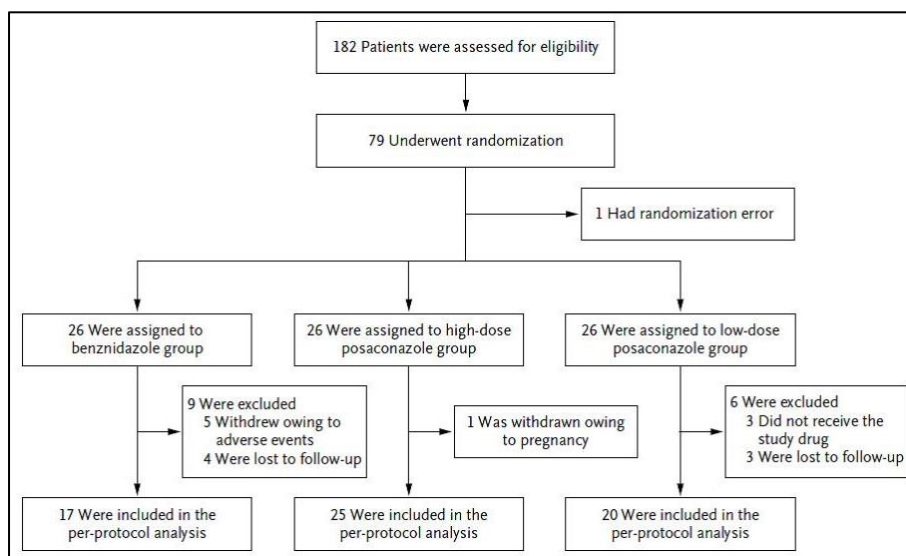 182 Patients were assessed for eligibility
79 Underwent randomization
1 Had randomization error
26 Were assigned to
benznidazole group
26 Were assigned to high-dose
posaconazole group
26 Were assigned to low-dose
posaconazole group
9 Were excluded
5 Withdrew owing to
adverse events
4 Were lost to follow-up
1 Was withdrawn owing
to pregnancy
6 Were excluded
3 Did not receive the
study drug
3 Were lost to follow-up
17 Were included in the
per-protocol analysis
25 Were included in the
per-protocol analysis
20 Were included in the
per-protocol analysis